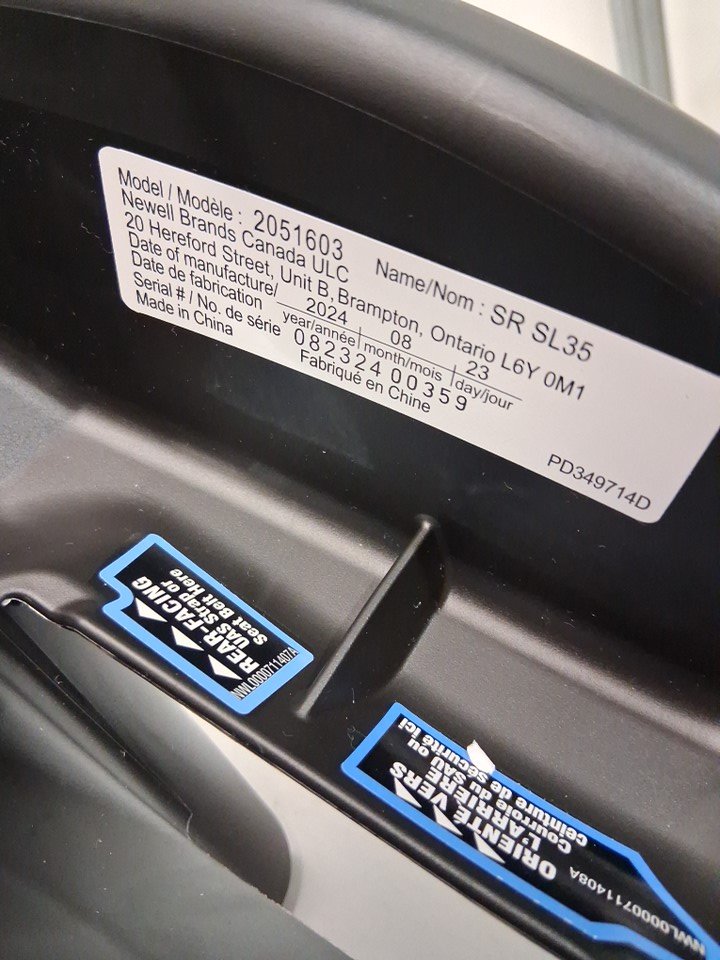 Model / Modèle : 2051603 Name/Nom : SR SL35
Newell Brands Canada ULC
20 Hereford Street, Unit B, Brampton, Ontario L6Y 0M1
Date of manufacture/ 2024 08 23
Date de fabrication year/année month/mois day/jour
Serial # / No. de série 082324 00359
Made in China Fabriqué en Chine
PD349714D
REAR-FACING
UAS Strap or
Seat Belt Here
NWL0000711407A
ORIENTÉ VERS
L'ARRIÈRE
Courroie du SAU ou
ceinture de sécurité ici
NWL0000711408A